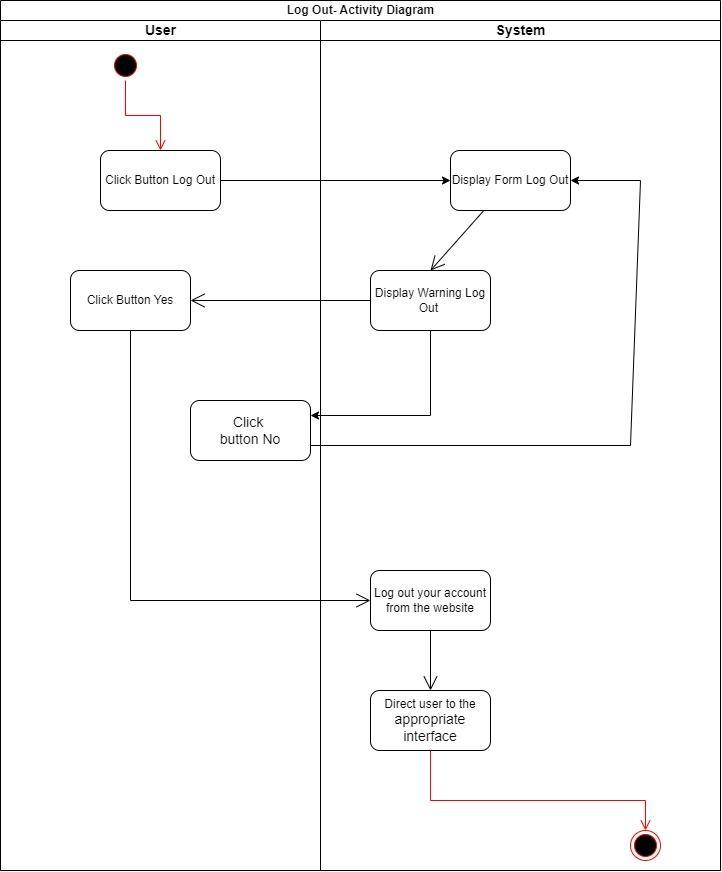 Log Out- Activity Diagram
User
System
Click Button Log Out
Display Form Log Out
Click Button Yes
Display Warning Log
Out
Click
button No
Log out your account
from the website
Direct user to the
appropriate
interface